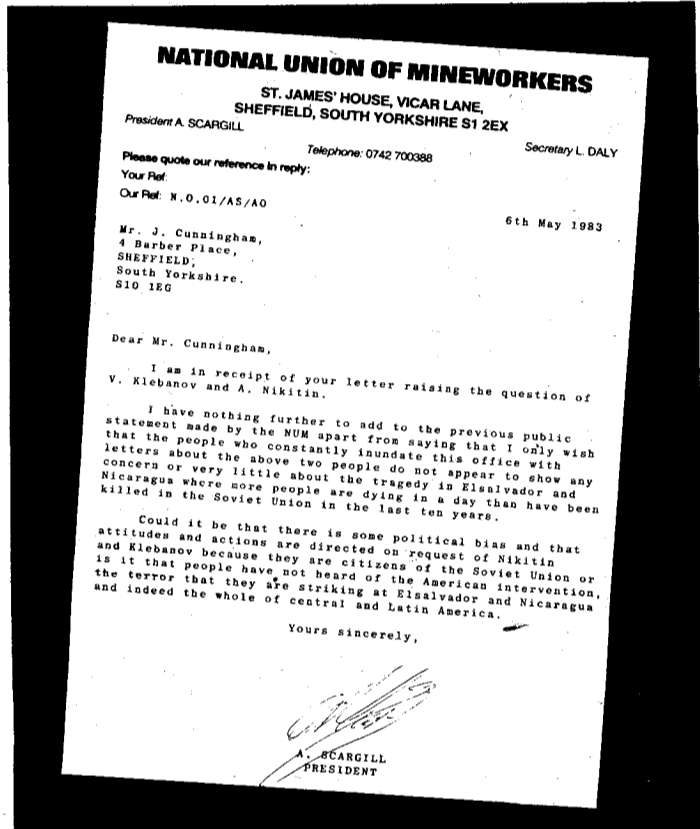 NATIONAL UNION OF MINEWORKERS
ST. JAMES' HOUSE, VICAR LANE,
SHEFFIELD, SOUTH YORKSHIRE S1 2EX
President A. SCARGILL
Telephone: 0742 700388
Secretary L. DALY
Please quote our reference in reply:
Your Ref:
Our Ref: N.O.01/AS/AO
6th May 1983
Mr. J. Cunningham,
4 Barber Place,
SHEFFIELD,
South Yorkshire.
S10 1EG
Dear Mr. Cunningham,
I am in receipt of your letter raising the question of
V. Klebanov and A. Nikitin.
I have nothing further to add to the previous public
statement made by the NUM apart from saying that I only wish
that the people who constantly inundate this office with
letters about the above two people do not appear to show any
concern or very little about the tragedy in Elsalvador and
Nicaragua where more people are dying in a day than have been
killed in the Soviet Union in the last ten years.
Could it be that there is some political bias and that
attitudes and actions are directed on request of Nikitin
and Klebanov because they are citizens of the Soviet Union or
is it that people have not heard of the American intervention,
the terror that they are striking at Elsalvador and Nicaragua
and indeed the whole of central and Latin America.
Yours sincerely,
A. SCARGILL
PRESIDENT